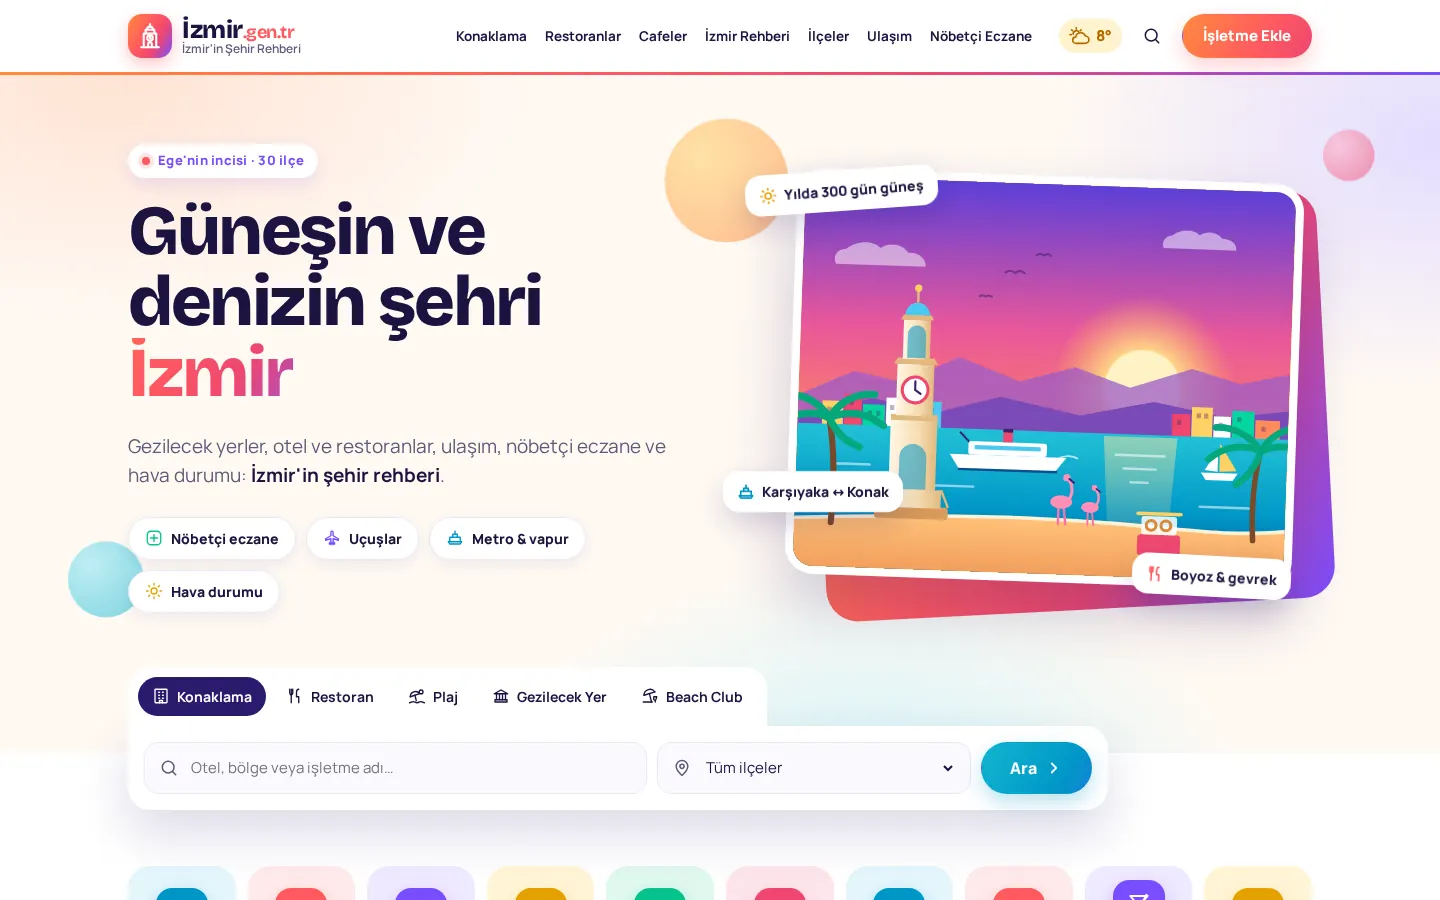 İzmir.gen.tr
İzmir'in Şehir Rehberi
Konaklama Restoranlar Cafeler İzmir Rehberi İlçeler Ulaşım Nöbetçi Eczane 8° İşletme Ekle
Ege'nin incisi · 30 ilçe
Güneşin ve
denizin şehri
İzmir
Gezilecek yerler, otel ve restoranlar, ulaşım, nöbetçi eczane ve
hava durumu: İzmir'in şehir rehberi.
Nöbetçi eczane Uçuşlar Metro & vapur
Hava durumu
Yılda 300 gün güneş
Karşıyaka ↔ Konak
Boyoz & gevrek
Konaklama Restoran Plaj Gezilecek Yer Beach Club
Otel, bölge veya işletme adı... Tüm ilçeler Ara